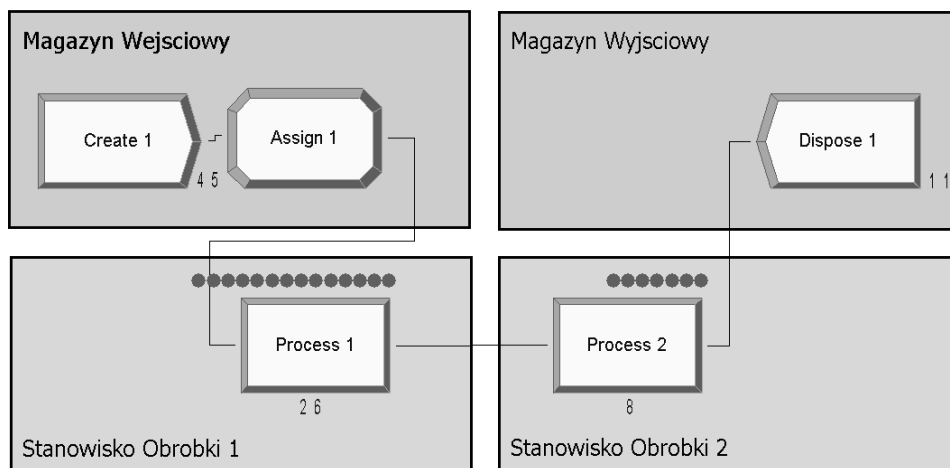 Magazyn Wejsciowy
Magazyn Wyjsciowy
Create 1
Assign 1
Dispose 1
4 5
1 1
Process 1
Process 2
2 6
8
Stanowisko Obrobki 1
Stanowisko Obrobki 2